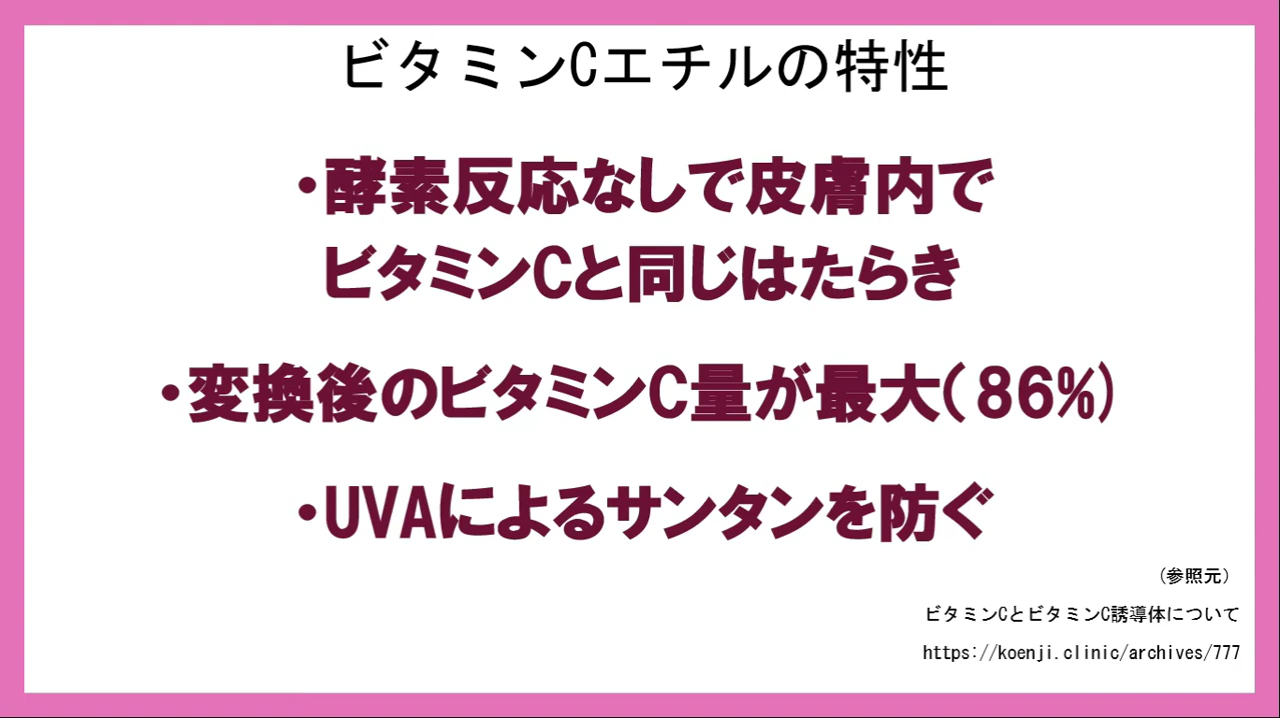 ビタミンCエチルの特性
・酵素反応なしで皮膚内で
ビタミンCと同じはたらき
・変換後のビタミンC量が最大(86%)
・UVAによるサンタンを防ぐ
(参照元)
ビタミンCとビタミンC誘導体について
https://koenji.clinic/archives/777